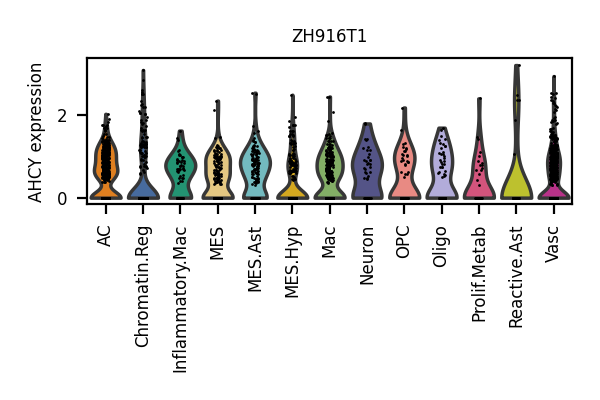 ZH916T1
AHCY expression
2
0
AC
Chromatin.Reg
Inflammatory.Mac
MES
MES.Ast
MES.Hyp
Mac
Neuron
OPC
Oligo
Prolif.Metab
Reactive.Ast
Vasc